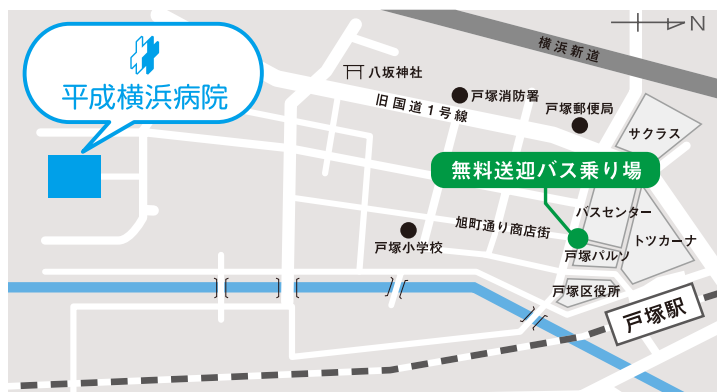 N
横浜新道
平成横浜病院
八坂神社
戸塚消防署
旧国道1号線
戸塚郵便局
サクラス
無料送迎バス乗り場
バスセンター
旭町通り商店街
トツカーナ
戸塚小学校
戸塚パルソ
戸塚区役所
戸塚駅